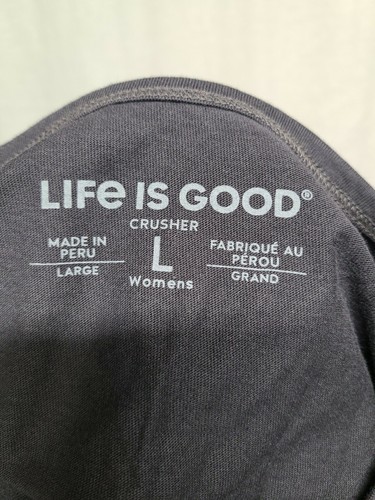 LIFe IS GOOD®
CRUSHER
MADE IN
PERU
LARGE
L
Womens
FABRIQUÉ AU
PÉROU
GRAND